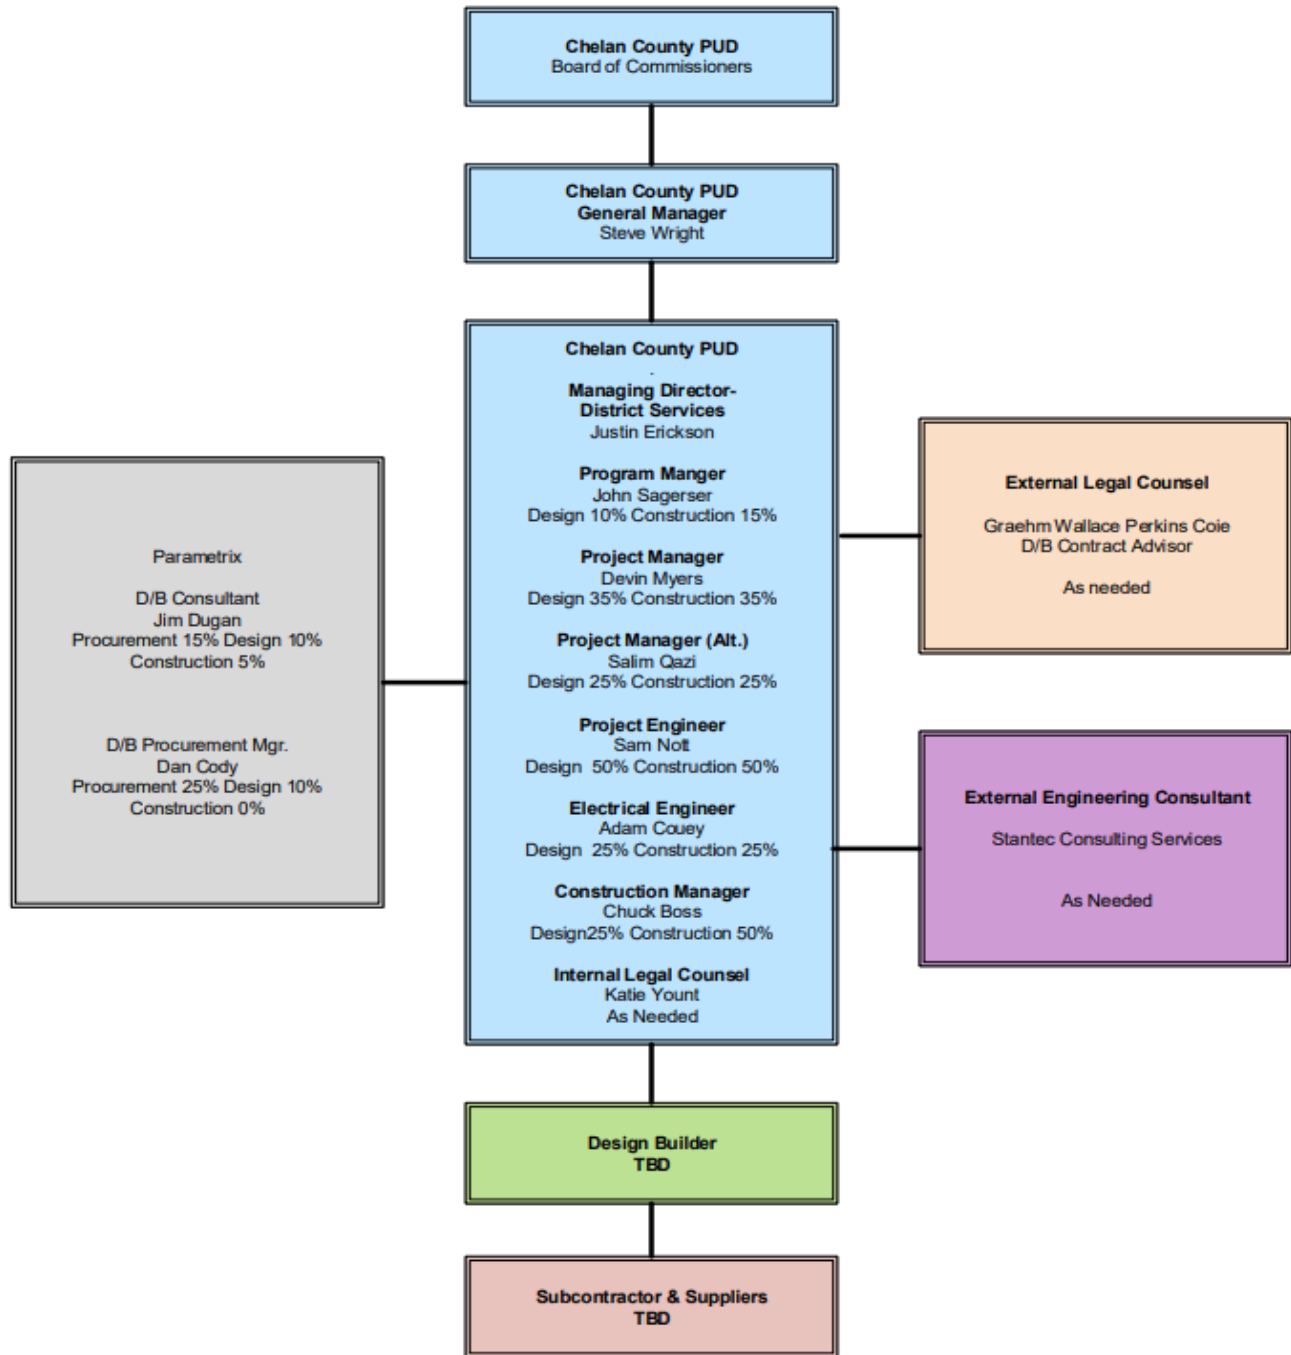 Chelan County PUD
Board of Commissioners
Chelan County PUD
General Manager
Steve Wright
Chelan County PUD
.
Managing Director-
District Services
Justin Erickson
Program Manger
John Sagerser
Design 10% Construction 15%
Project Manager
Devin Myers
Design 35% Construction 35%
Project Manager (Alt.)
Salim Qazi
Design 25% Construction 25%
Project Engineer
Sam Nott
Design  50% Construction 50%
Electrical Engineer
Adam Couey
Design  25% Construction 25%
Construction Manager
Chuck Boss
Design25% Construction 50%
Internal Legal Counsel
Katie Yount
As Needed
Parametrix
D/B Consultant
Jim Dugan
Procurement 15% Design 10%
Construction 5%
D/B Procurement Mgr.
Dan Cody
Procurement 25% Design 10%
Construction 0%
External Legal Counsel
Graehm Wallace Perkins Coie
D/B Contract Advisor
As needed
External Engineering Consultant
Stantec Consulting Services
As Needed
Design Builder
TBD
Subcontractor & Suppliers
TBD